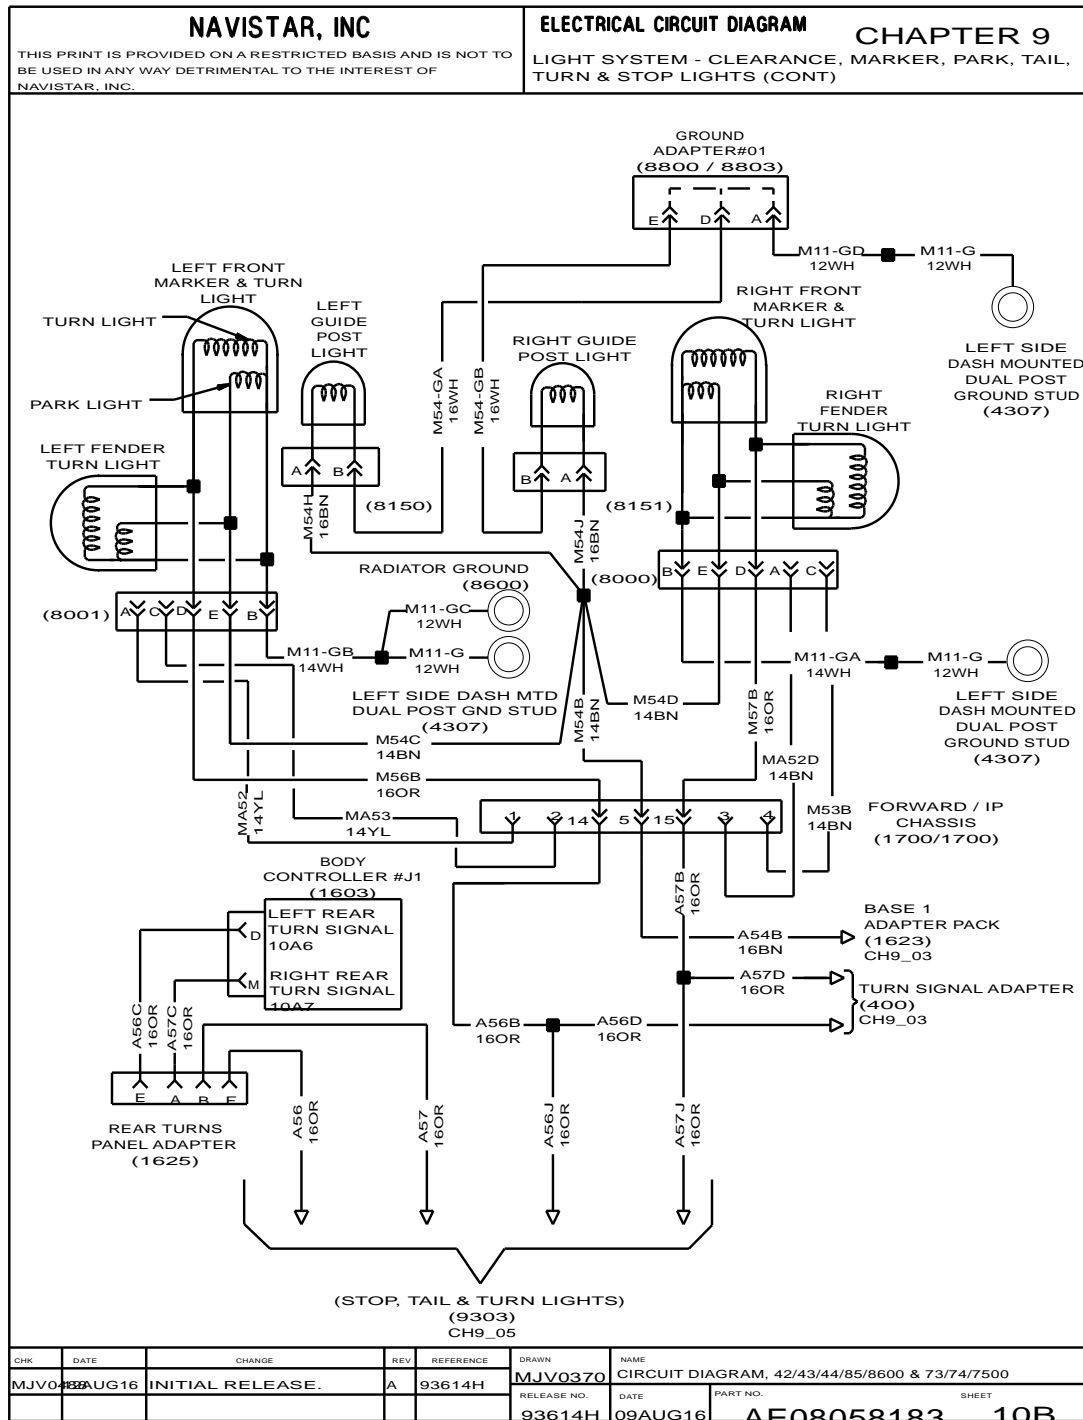 NAVISTAR, INC
THIS PRINT IS PROVIDED ON A RESTRICTED BASIS AND IS NOT TO
BE USED IN ANY WAY DETRIMENTAL TO THE INTEREST OF
NAVISTAR, INC.
ELECTRICAL CIRCUIT DIAGRAM
CHAPTER 9
LIGHT SYSTEM - CLEARANCE, MARKER, PARK, TAIL,
TURN & STOP LIGHTS (CONT)
GROUND
ADAPTER#01
(8800 / 8803)
E D A
M11-GD
12WH
M11-G
12WH
LEFT SIDE
DASH MOUNTED
DUAL POST
GROUND STUD
(4307)
LEFT FRONT
MARKER & TURN
LIGHT
TURN LIGHT
PARK LIGHT
LEFT
GUIDE
POST
LIGHT
M54-GA
16WH
M54-GB
16WH
RIGHT GUIDE
POST LIGHT
RIGHT FRONT
MARKER &
TURN LIGHT
RIGHT
FENDER
TURN LIGHT
LEFT FENDER
TURN LIGHT
A B
(8150)
B A
(8151)
M54H
16BN
M54J
16BN
RADIATOR GROUND
(8600)
(8000)
B E D A C
(8001)
A C D E B
M11-GC
12WH
M11-GB
14WH
M11-G
12WH
LEFT SIDE DASH MTD
DUAL POST GND STUD
(4307)
M11-GA
14WH
M11-G
12WH
LEFT SIDE
DASH MOUNTED
DUAL POST
GROUND STUD
(4307)
M54B
14BN
M54D
14BN
M57B
16OR
M54C
14BN
M56B
16OR
MA52D
14BN
MA52
14YL
MA53
14YL
M53B
14BN
1 2 14 5 15 3 4
FORWARD / IP
CHASSIS
(1700/1700)
BODY
CONTROLLER #J1
(1603)
LEFT REAR
TURN SIGNAL
10A6
D
RIGHT REAR
TURN SIGNAL
10A7
M
A57B
16OR
A54B
16BN
BASE 1
ADAPTER PACK
(1623)
CH9_03
A57D
16OR
TURN SIGNAL ADAPTER
(400)
CH9_03
A56B
16OR
A56D
16OR
A56C
16OR
A57C
16OR
E A B F
REAR TURNS
PANEL ADAPTER
(1625)
A56
16OR
A57
16OR
A56J
16OR
A57J
16OR
(STOP, TAIL & TURN LIGHTS)
(9303)
CH9_05
CHK DATE CHANGE REV REFERENCE
AUG16 INITIAL RELEASE. A 93614H
DRAWN
MJV0370
NAME
CIRCUIT DIAGRAM, 42/43/44/85/8600 & 73/74/7500
RELEASE NO.
93614H
DATE
09AUG16
PART NO.
AE08058183
SHEET
10B